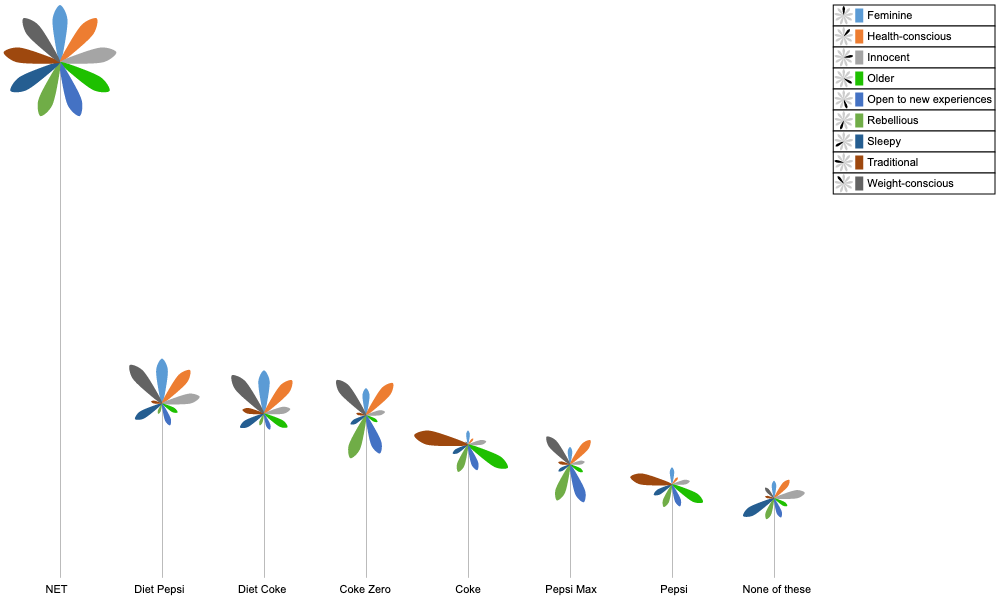 Feminine
Health-conscious
Innocent
Older
Open to new experiences
Rebellious
Sleepy
Traditional
Weight-conscious
NET
Diet Pepsi
Diet Coke
Coke Zero
Coke
Pepsi Max
Pepsi
None of these